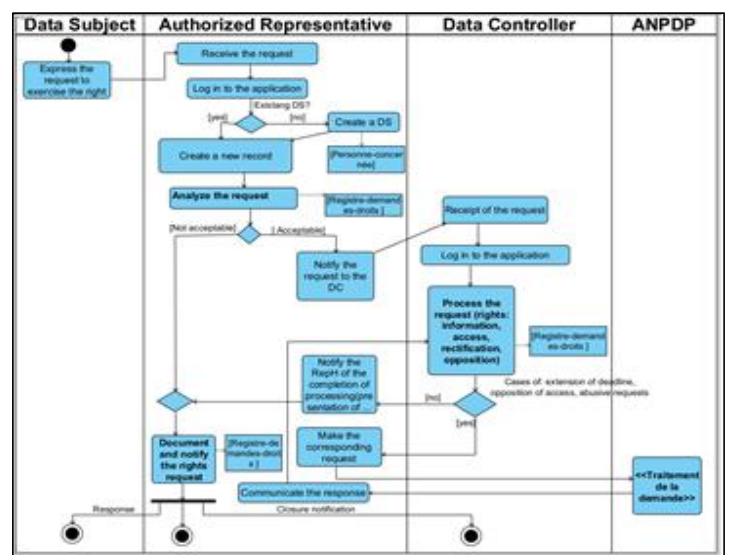 Data Subject
Authorized Representative
Data Controller
ANPDP
Express the
request to
exercise the right
Receive the request
Log in to the application
Existang DS?
[yes]
[no]
Create a DS
Create a new record
[Personne-concer
née]
Analyze the request
[Registre-demand
es-droits ]
[Not acceptable]
[ Acceptable]
Notify the
request to the
DC
Receipt of the request
Log in to the application
Process the
request (rights:
information,
access,
rectification,
opposition)
[Registre-demand
es-droits ]
Cases of: extension of deadline,
opposition of access, abusive requests
[no]
[yes]
Notify the
RepH of the
completion of
processing(pre
sentation of ...
Make the
corresponding
request
Document
and notify
the rights
request
[Registre-de
mandes-droit
s ]
Communicate the response
<<Traitement
de la
demande>>
Response
Closure notification